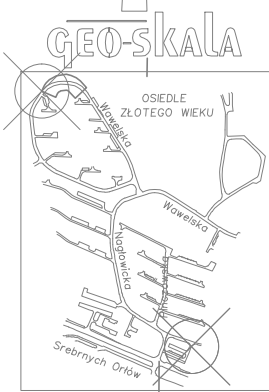 GEO-SKALA
OSIEDLE
ZŁOTEGO WIEKU
Wawelska
Wawelska
Nagłowicka
Srebrnych Orłów